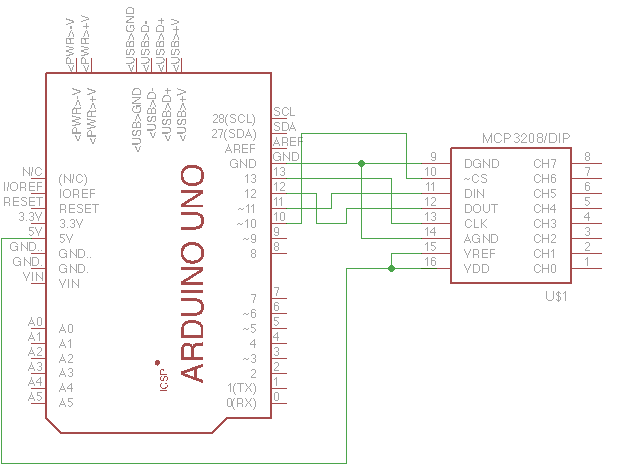 <PWR>-V
<PWR>+V
<USB>GND
<USB>D-
<USB>D+
<USB>+V
<PWR>-V
<PWR>+V
<USB>GND
<USB>D-
<USB>D+
<USB>+V
28(SCL) SCL
27(SDA) SDA
AREF AREF
GND GND
N/C (N/C) 13 13
I/OREF IOREF 12 12
RESET RESET ~11 11
3.3V 3.3V ~10 10
5V 5V ~9 9
GND.. GND.. 8 8
GND. GND.
VIN VIN
7 7
~6 6
A0 A0 ~5 5
A1 A1 4 4
A2 A2 ~3 3
A3 A3 2 2
A4 A4 1(TX) 1
A5 A5 0(RX) 0
ARDUINO UNO
ICSP
MCP3208/DIP
9 DGND CH7 8
10 ~CS CH6 7
11 DIN CH5 6
12 DOUT CH4 5
13 CLK CH3 4
14 AGND CH2 3
15 VREF CH1 2
16 VDD CH0 1
U$1